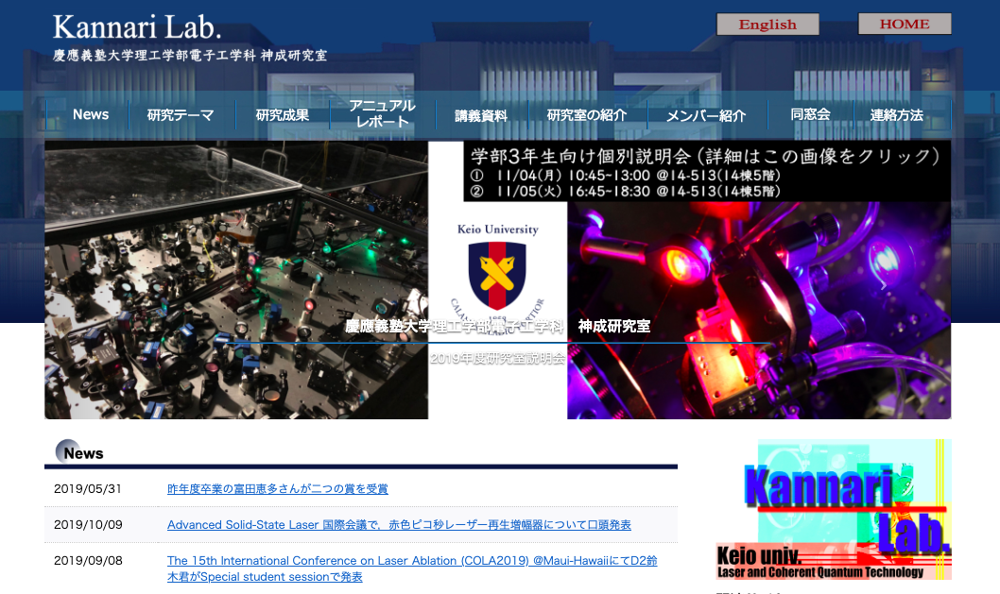 Kannari Lab.
慶應義塾大学理工学部電子工学科 神成研究室
English
HOME
News
研究テーマ
研究成果
アニュアル
レポート
講義資料
研究室の紹介
メンバー紹介
同窓会
連絡方法
学部3年生向け個別説明会(詳細はこの画像をクリック)
① 11/04(月) 10:45~13:00 @14-513(14棟5階)
② 11/05(火) 16:45~18:30 @14-513(14棟5階)
Keio University
慶應義塾大学理工学部電子工学科 神成研究室
2019年度研究室説明会
News
2019/05/31 昨年度卒業の富田恵多さんが二つの賞を受賞
2019/10/09 Advanced Solid-State Laser 国際会議で，赤色ピコ秒レーザー再生増幅器について口頭発表
2019/09/08 The 15th International Conference on Laser Ablation (COLA2019) @Maui-HawaiiにてD2鈴
木君がSpecial student sessionで発表
Kannari
Lab.
Keio univ.
Laser and Coherent Quantum Technology